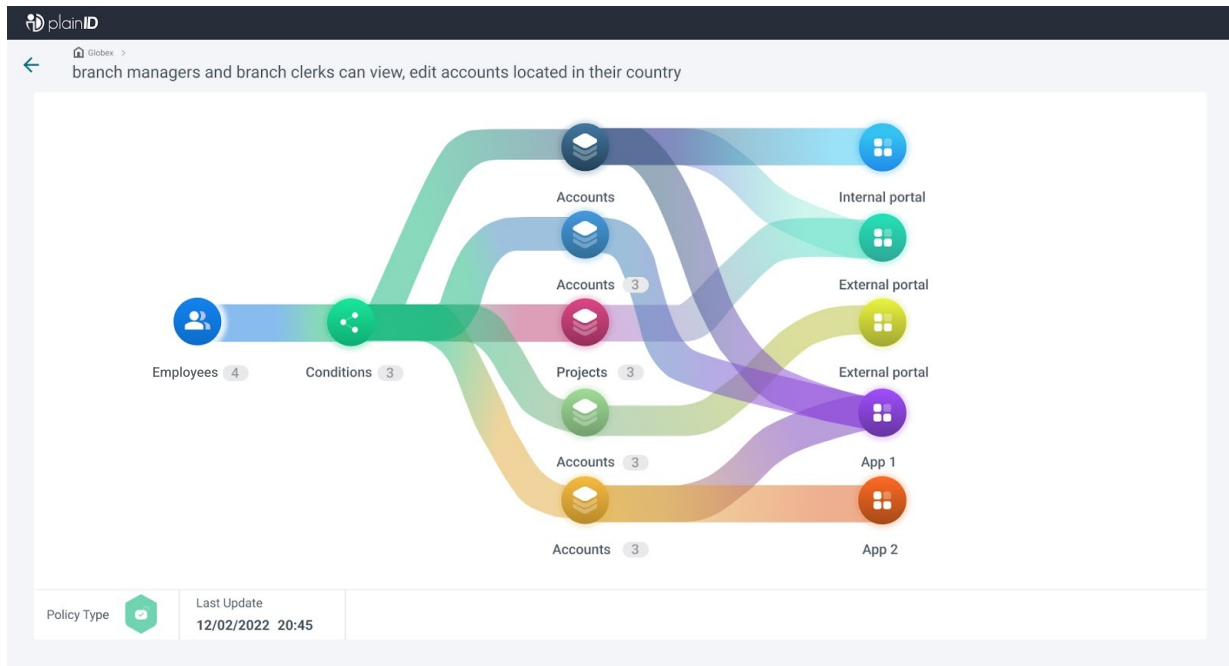 plainID
Globex >
branch managers and branch clerks can view, edit accounts located in their country
Accounts
Internal portal
Accounts 3
External portal
Employees 4
Conditions 3
Projects 3
External portal
Accounts 3
App 1
Accounts 3
App 2
Policy Type
Last Update
12/02/2022 20:45